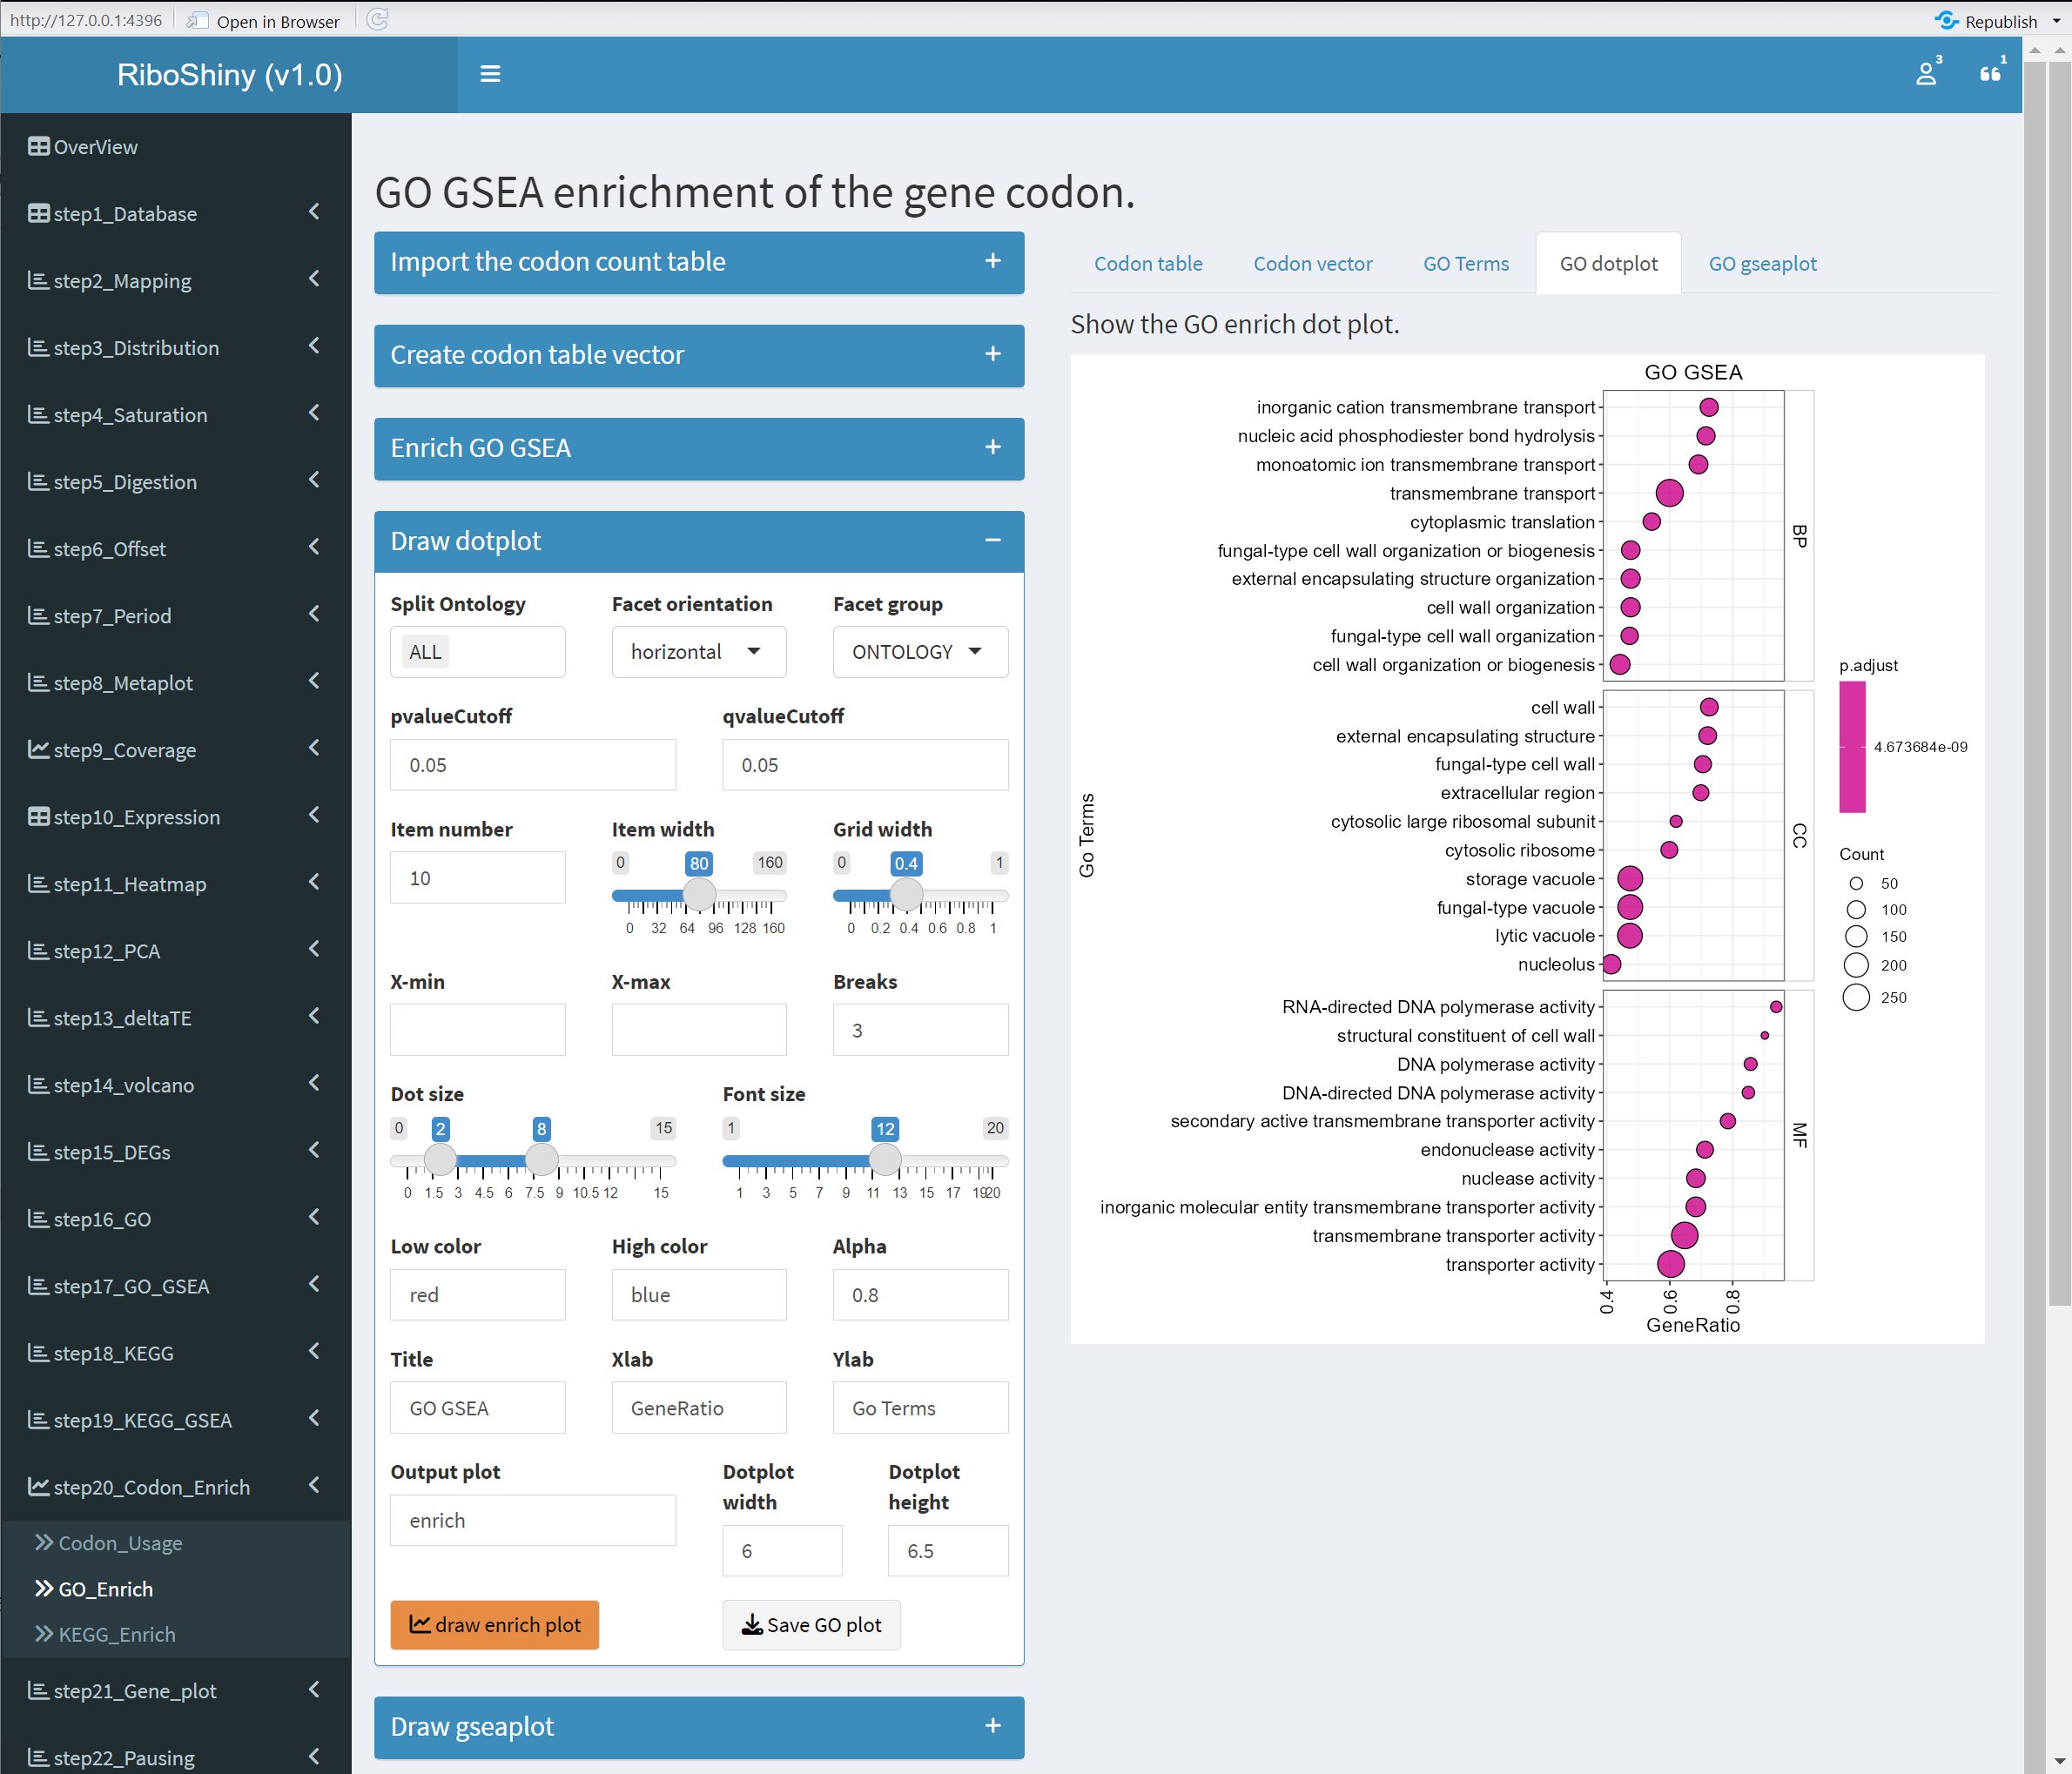 http://127.0.0.1:4396 Open in Browser Republish
RiboShiny (v1.0) 3 1
OverView
step1_Database
step2_Mapping
step3_Distribution
step4_Saturation
step5_Digestion
step6_Offset
step7_Period
step8_Metaplot
step9_Coverage
step10_Expression
step11_Heatmap
step12_PCA
step13_deltaTE
step14_volcano
step15_DEGs
step16_GO
step17_GO_GSEA
step18_KEGG
step19_KEGG_GSEA
step20_Codon_Enrich
Codon_Usage
GO_Enrich
KEGG_Enrich
step21_Gene_plot
step22_Pausing
GO GSEA enrichment of the gene codon.
Import the codon count table +
Create codon table vector +
Enrich GO GSEA +
Draw dotplot −
Split Ontology Facet orientation Facet group
ALL horizontal ONTOLOGY
pvalueCutoff qvalueCutoff
0.05 0.05
Item number Item width Grid width
0 80 160 0 0.4 1
10
0 32 64 96 128 160 0 0.2 0.4 0.6 0.8 1
X-min X-max Breaks
3
Dot size Font size
0 2 8 15 1 12 20
0 1.5 3 4.5 6 7.5 9 10.5 12 15 1 3 5 7 9 11 13 15 17 19 20
Low color High color Alpha
red blue 0.8
Title Xlab Ylab
GO GSEA GeneRatio Go Terms
Output plot Dotplot width Dotplot height
enrich 6 6.5
draw enrich plot Save GO plot
Draw gseaplot +
Codon table Codon vector GO Terms GO dotplot GO gseaplot
Show the GO enrich dot plot.
GO GSEA
inorganic cation transmembrane transport
nucleic acid phosphodiester bond hydrolysis
monoatomic ion transmembrane transport
transmembrane transport
cytoplasmic translation
fungal-type cell wall organization or biogenesis
external encapsulating structure organization
cell wall organization
fungal-type cell wall organization
cell wall organization or biogenesis
BP
cell wall
external encapsulating structure
fungal-type cell wall
extracellular region
cytosolic large ribosomal subunit
cytosolic ribosome
storage vacuole
fungal-type vacuole
lytic vacuole
nucleolus
CC
RNA-directed DNA polymerase activity
structural constituent of cell wall
DNA polymerase activity
DNA-directed DNA polymerase activity
secondary active transmembrane transporter activity
endonuclease activity
nuclease activity
inorganic molecular entity transmembrane transporter activity
transmembrane transporter activity
transporter activity
MF
Go Terms
0.4 0.6 0.8
GeneRatio
p.adjust
4.673684e-09
Count
50
100
150
200
250